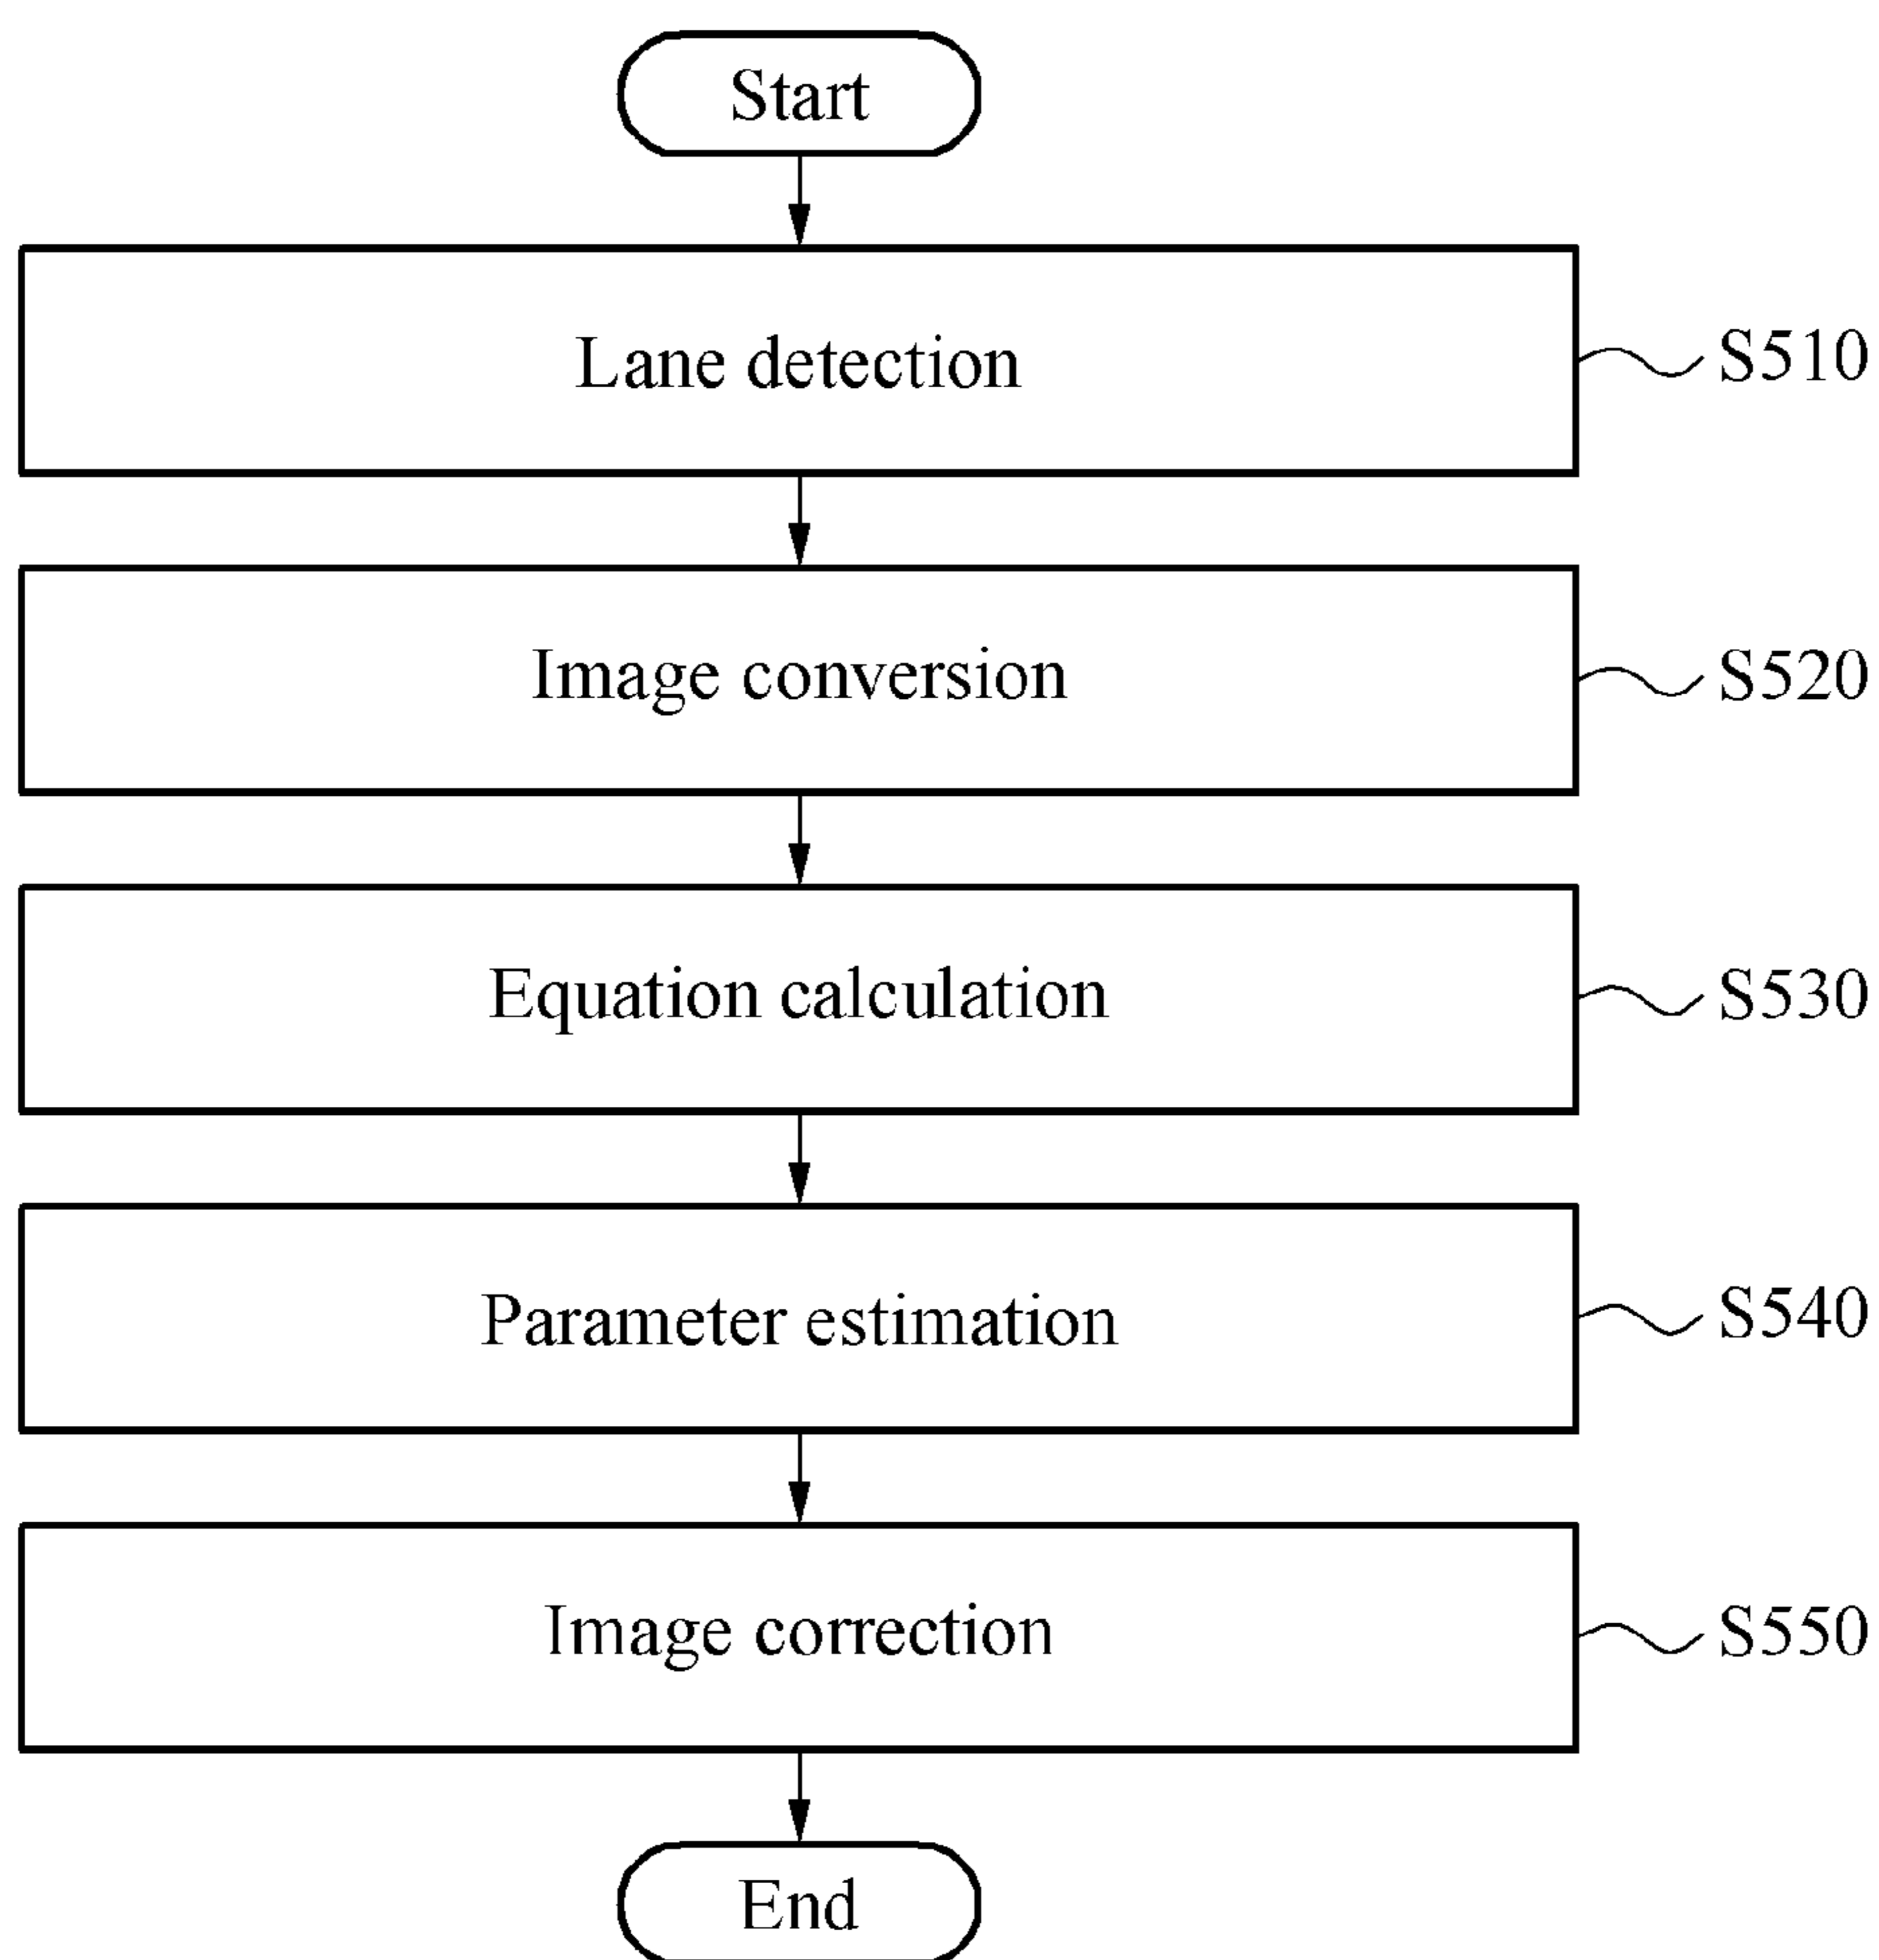 Start
Lane detection
S510
Image conversion
S520
Equation calculation
S530
Parameter estimation
S540
Image correction
S550
End